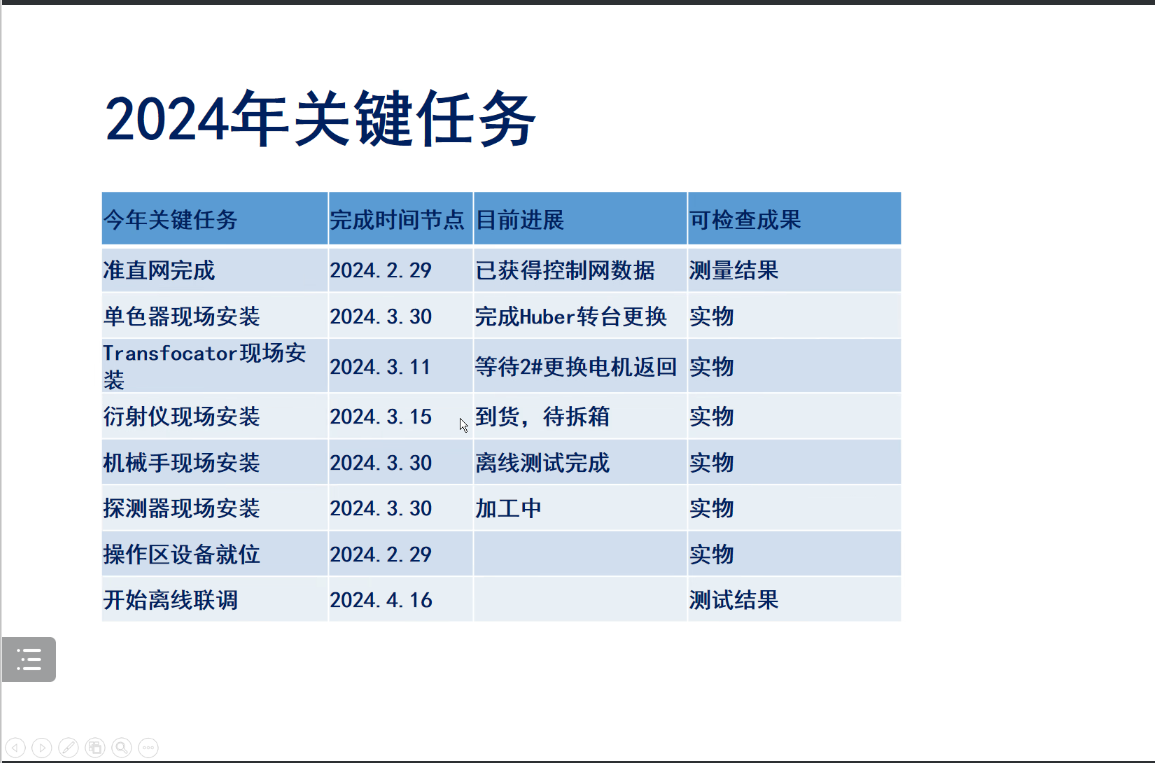 2024年关键任务
今年关键任务 完成时间节点 目前进展 可检查成果
准直网完成 2024.2.29 已获得控制网数据 测量结果
单色器现场安装 2024.3.30 完成Huber转台更换 实物
Transfocator现场安
装 2024.3.11 等待2#更换电机返回 实物
衍射仪现场安装 2024.3.15 到货，待拆箱 实物
机械手现场安装 2024.3.30 离线测试完成 实物
探测器现场安装 2024.3.30 加工中 实物
操作区设备就位 2024.2.29 实物
开始离线联调 2024.4.16 测试结果